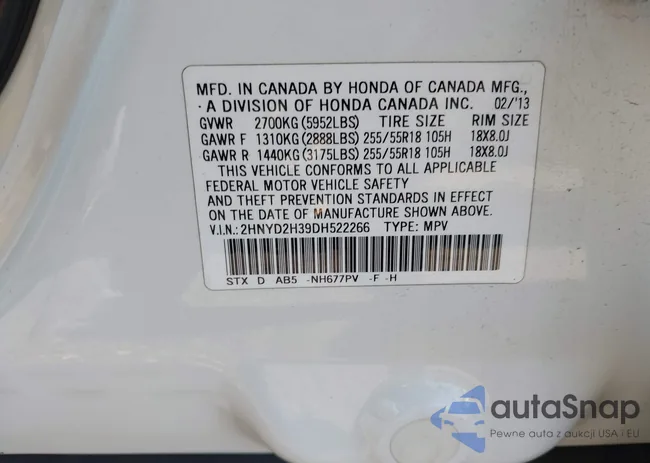 MFD. IN CANADA BY HONDA OF CANADA MFG.,
A DIVISION OF HONDA CANADA INC. 02/'13
GVWR 2700KG (5952LBS) TIRE SIZE RIM SIZE
GAWR F 1310KG (2888LBS) 255/55R18 105H 18X8.0J
GAWR R 1440KG (3175LBS) 255/55R18 105H 18X8.0J
THIS VEHICLE CONFORMS TO ALL APPLICABLE
FEDERAL MOTOR VEHICLE SAFETY
AND THEFT PREVENTION STANDARDS IN EFFECT
ON THE DATE OF MANUFACTURE SHOWN ABOVE.
V.I.N.: 2HNYD2H39DH522266 TYPE: MPV
STX D AB5 -NH677PV -F -H
autoSnap
Pewne auta z aukcji USA i EU